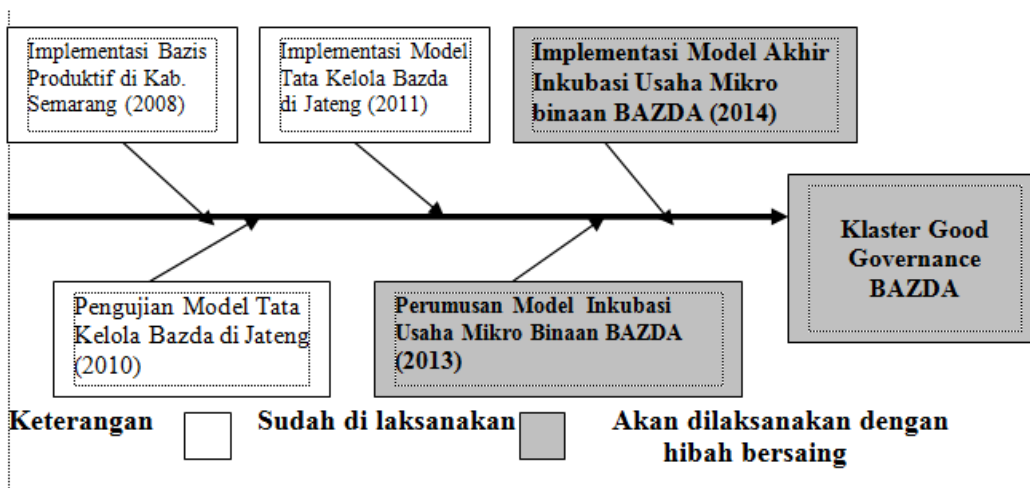 Implementasi Bazis
Produktif di Kab.
Semarang (2008)
Implementasi Model
Tata Kelola Bazda
di Jateng (2011)
Implementasi Model Akhir
Inkubasi Usaha Mikro
binaan BAZDA (2014)
Klaster Good
Governance
BAZDA
Pengujian Model Tata
Kelola Bazda di Jateng
(2010)
Perumusan Model Inkubasi
Usaha Mikro Binaan BAZDA
(2013)
Keterangan
Sudah di laksanakan
Akan dilaksanakan dengan
hibah bersaing